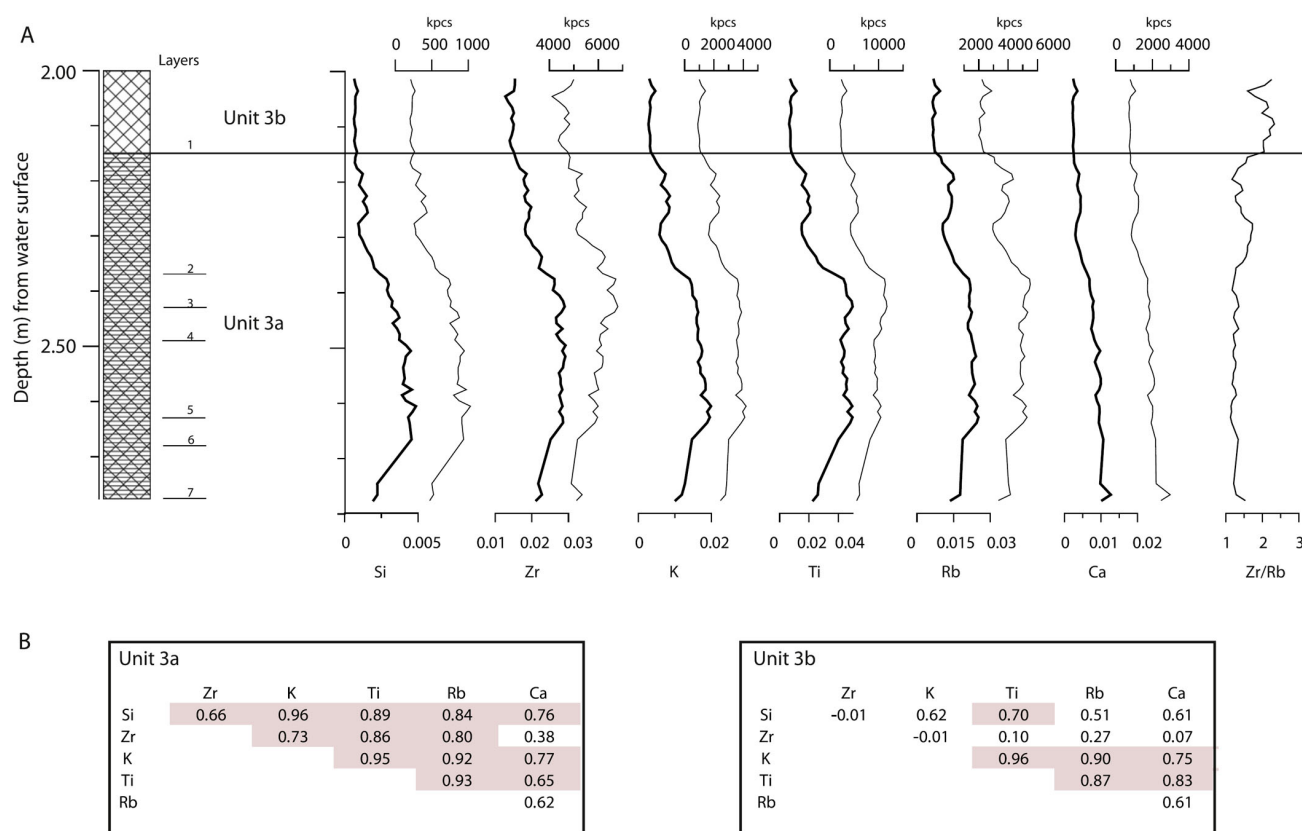 A
kpcs kpcs kpcs kpcs kpcs kpcs
0 500 1000 4000 6000 0 2000 4000 0 10000 2000 4000 6000 0 2000 4000
Layers
2.00
Unit 3b
1
2
3
Unit 3a
4
2.50
5
6
7
Depth (m) from water surface
0 0.005 0.01 0.02 0.03 0 0.02 0 0.02 0.04 0 0.015 0.03 0 0.01 0.02 1 2 3
Si Zr K Ti Rb Ca Zr/Rb
B
Unit 3a
Zr K Ti Rb Ca
Si 0.66 0.96 0.89 0.84 0.76
Zr 0.73 0.86 0.80 0.38
K 0.95 0.92 0.77
Ti 0.93 0.65
Rb 0.62
Unit 3b
Zr K Ti Rb Ca
Si -0.01 0.62 0.70 0.51 0.61
Zr -0.01 0.10 0.27 0.07
K 0.96 0.90 0.75
Ti 0.87 0.83
Rb 0.61